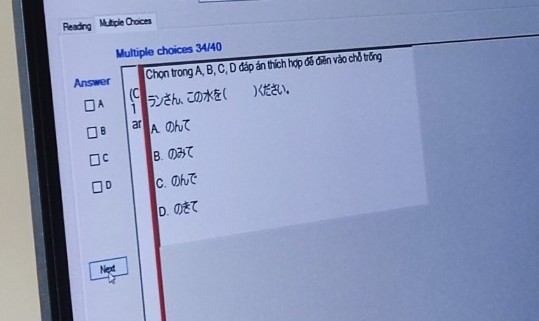 Reading Multiple Choices
Multiple choices 34/40
Answer
A
B
C
D
Next
(C
1
ar
Chọn trong A, B, C, D đáp án thích hợp để điền vào chỗ trống
ランさん、この水を( )ください。
A. のんて
B. のみて
C. のんで
D. のきて